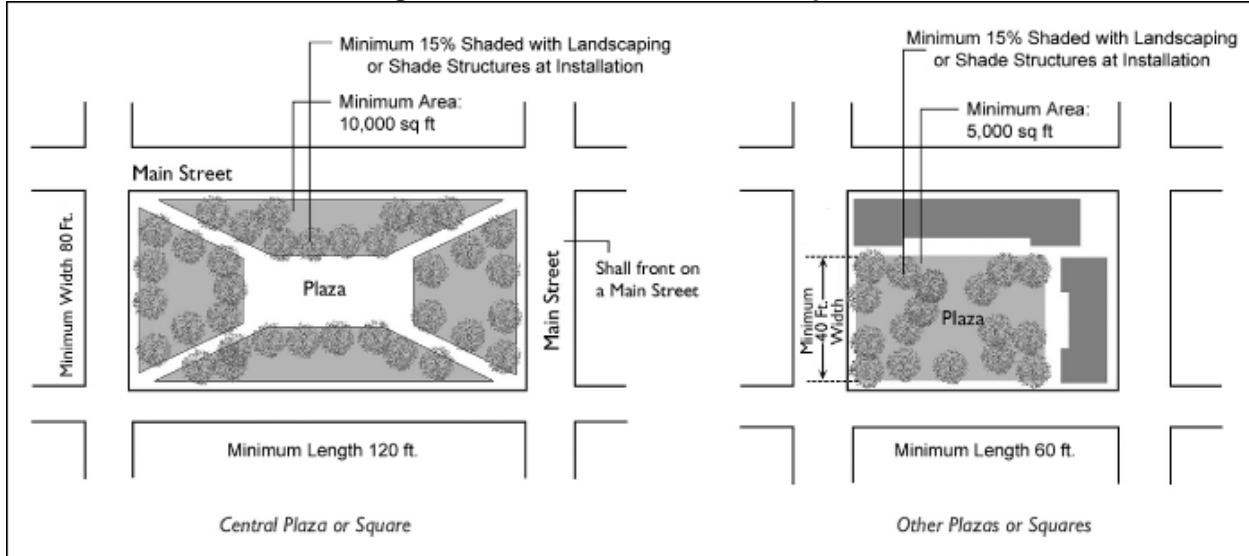 Minimum 15% Shaded with Landscaping
or Shade Structures at Installation
Minimum Area:
10,000 sq ft
Main Street
Minimum Width 80 Ft.
Plaza
Main Street
Shall front on
a Main Street
Minimum Length 120 ft.
Central Plaza or Square
Minimum 15% Shaded with Landscaping
or Shade Structures at Installation
Minimum Area:
5,000 sq ft
Minimum
40 Ft.
Width
Plaza
Minimum Length 60 ft.
Other Plazas or Squares